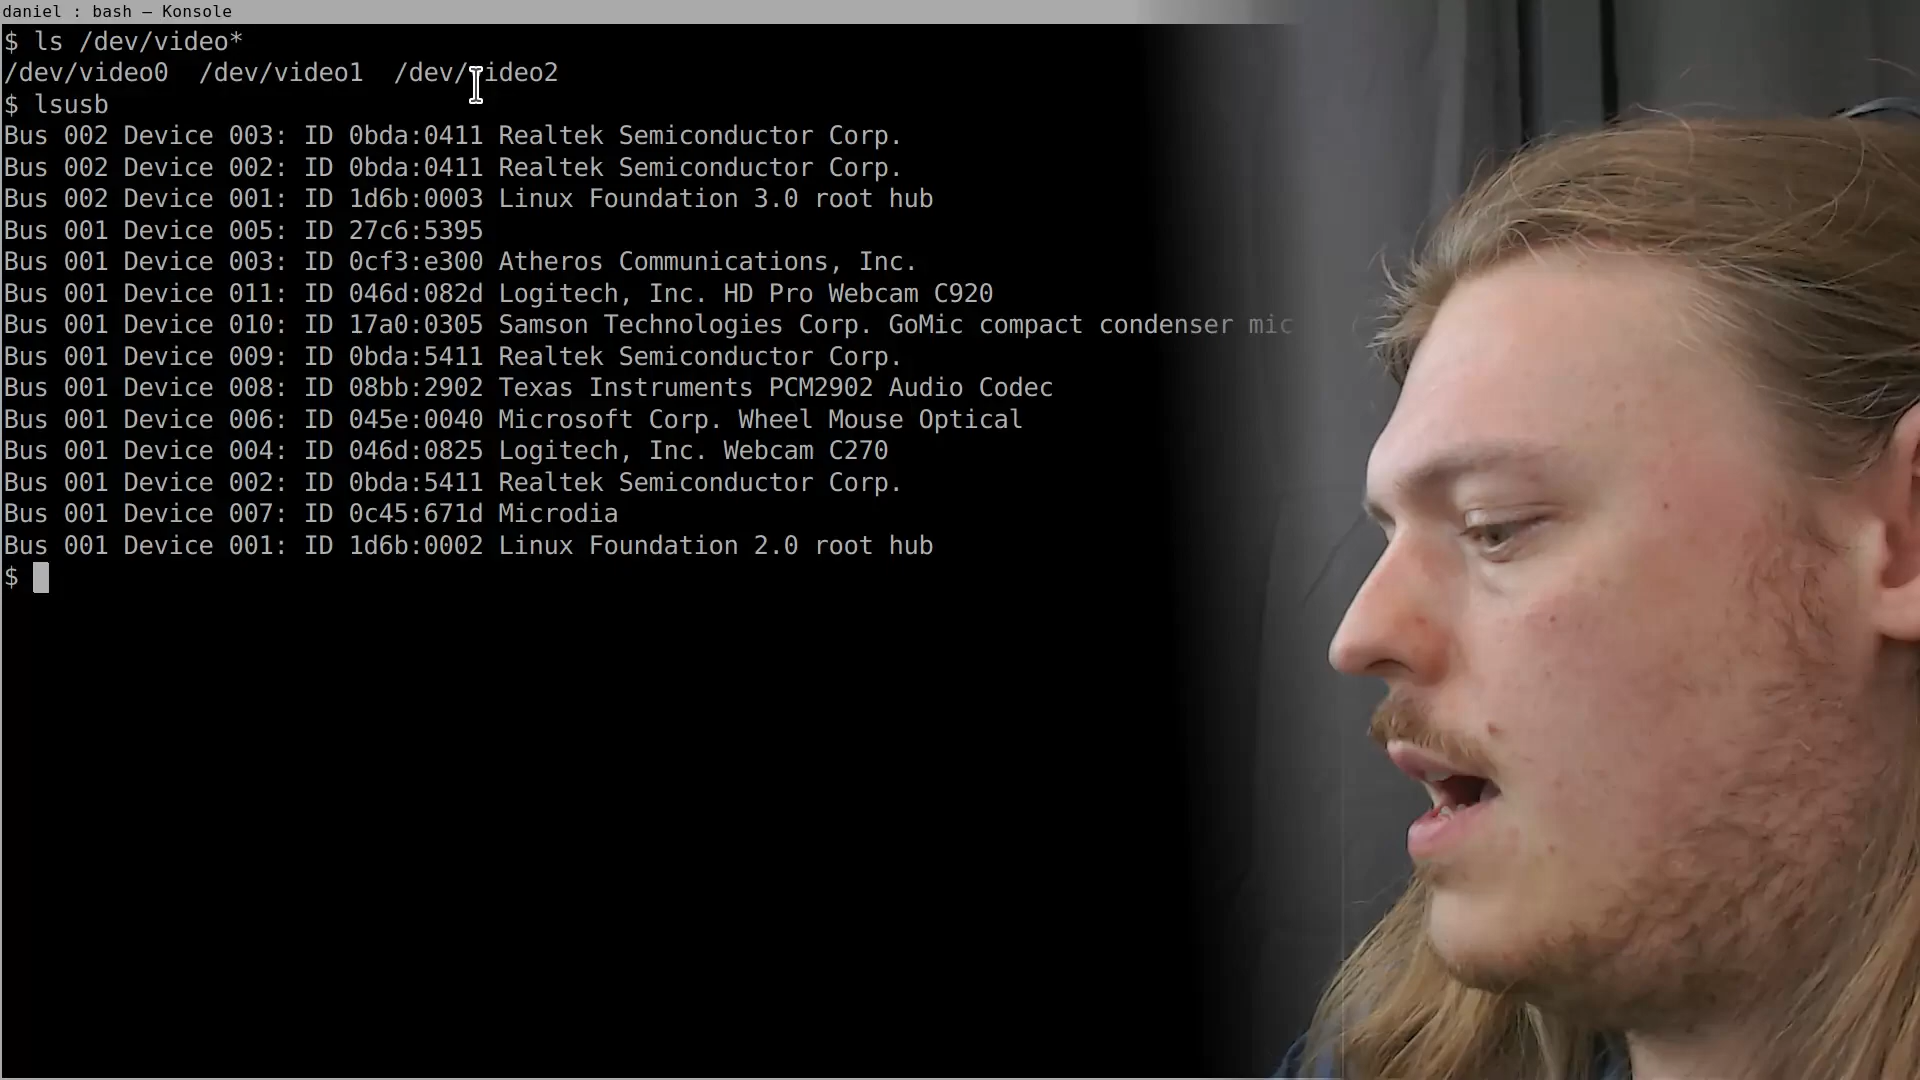 daniel : bash — Konsole
$ ls /dev/video*
/dev/video0  /dev/video1  /dev/video2
$ lsusb
Bus 002 Device 003: ID 0bda:0411 Realtek Semiconductor Corp.
Bus 002 Device 002: ID 0bda:0411 Realtek Semiconductor Corp.
Bus 002 Device 001: ID 1d6b:0003 Linux Foundation 3.0 root hub
Bus 001 Device 005: ID 27c6:5395
Bus 001 Device 003: ID 0cf3:e300 Atheros Communications, Inc.
Bus 001 Device 011: ID 046d:082d Logitech, Inc. HD Pro Webcam C920
Bus 001 Device 010: ID 17a0:0305 Samson Technologies Corp. GoMic compact condenser mic
Bus 001 Device 009: ID 0bda:5411 Realtek Semiconductor Corp.
Bus 001 Device 008: ID 08bb:2902 Texas Instruments PCM2902 Audio Codec
Bus 001 Device 006: ID 045e:0040 Microsoft Corp. Wheel Mouse Optical
Bus 001 Device 004: ID 046d:0825 Logitech, Inc. Webcam C270
Bus 001 Device 002: ID 0bda:5411 Realtek Semiconductor Corp.
Bus 001 Device 007: ID 0c45:671d Microdia
Bus 001 Device 001: ID 1d6b:0002 Linux Foundation 2.0 root hub
$